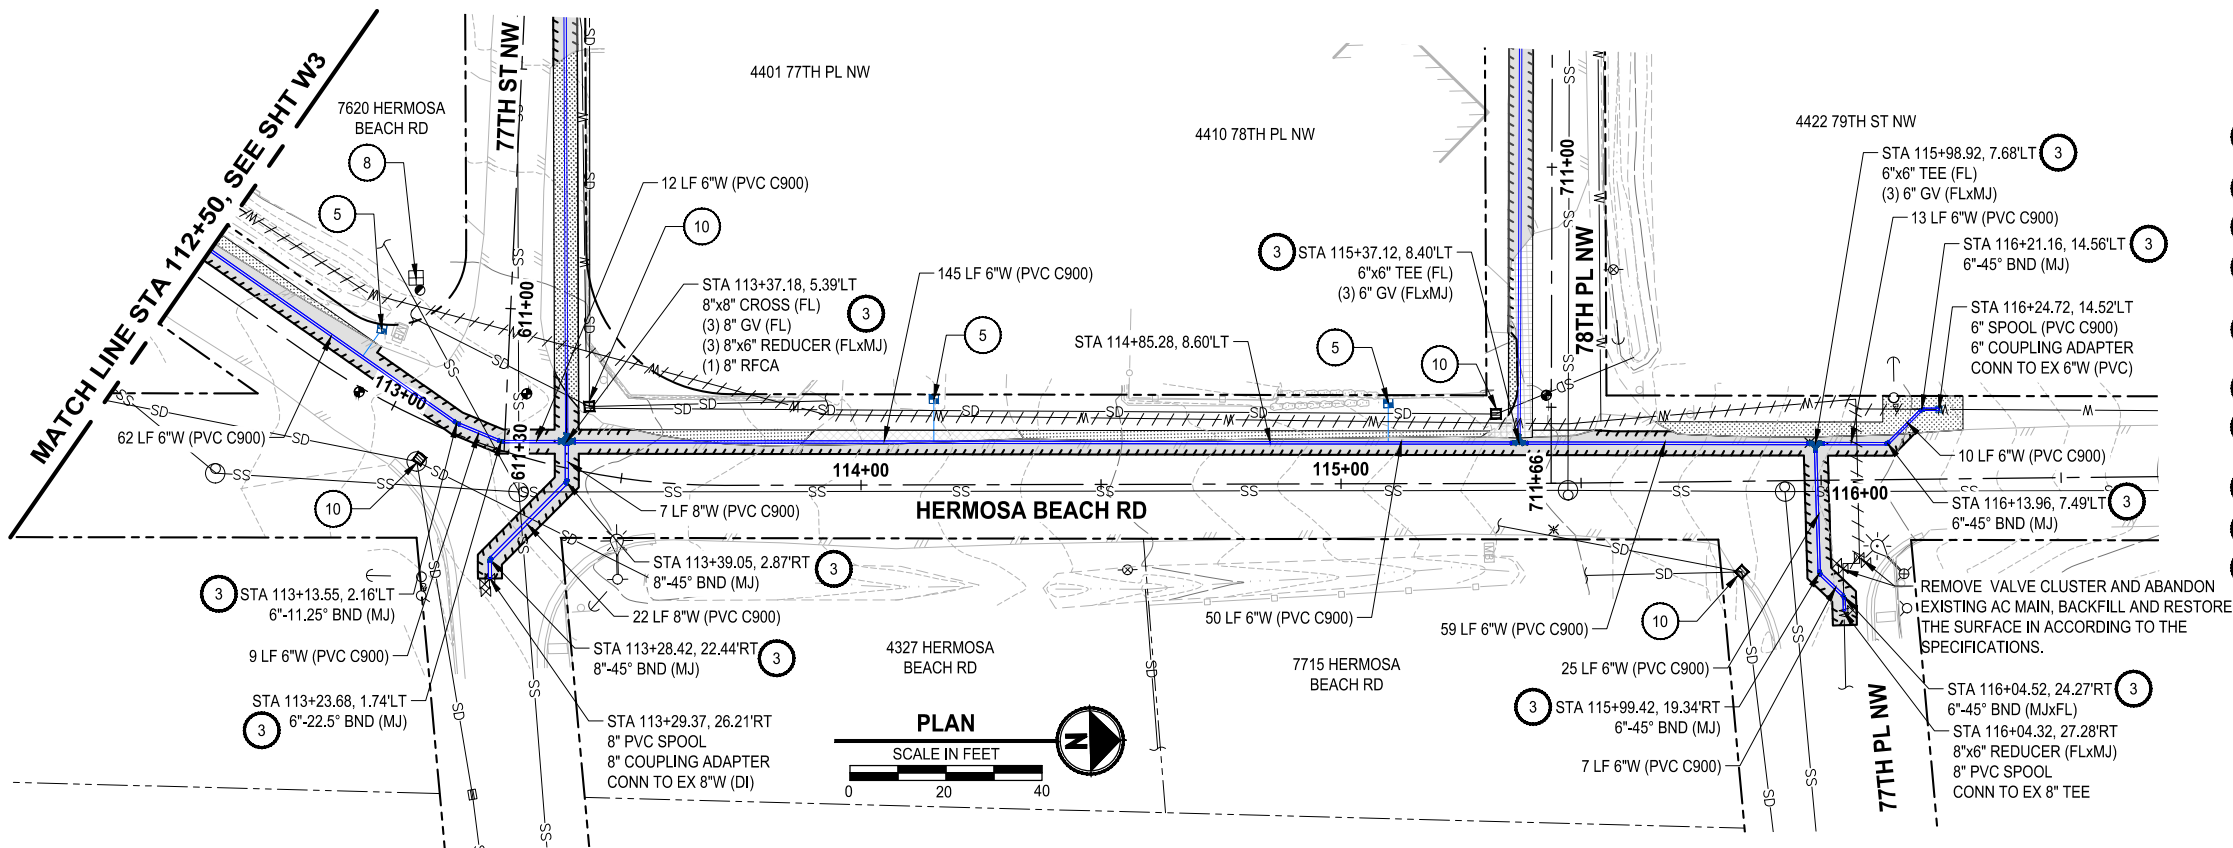 MATCH LINE STA 112+50, SEE SHT W3
7620 HERMOSA
BEACH RD
8
5
77TH ST NW
611+00
611+30
4401 77TH PL NW
12 LF 6"W (PVC C900)
10
STA 113+37.18, 5.39'LT
8"x8" CROSS (FL)
(3) 8" GV (FL)
(3) 8"x6" REDUCER (FLxMJ)
(1) 8" RFCA
3
145 LF 6"W (PVC C900)
5
4410 78TH PL NW
3
STA 115+37.12, 8.40'LT
6"x6" TEE (FL)
(3) 6" GV (FLxMJ)
STA 114+85.28, 8.60'LT
5
10
711+00
78TH PL NW
711+66
4422 79TH ST NW
STA 115+98.92, 7.68'LT
3
6"x6" TEE (FL)
(3) 6" GV (FLxMJ)
13 LF 6"W (PVC C900)
STA 116+21.16, 14.56'LT
3
6"-45° BND (MJ)
STA 116+24.72, 14.52'LT
6" SPOOL (PVC C900)
6" COUPLING ADAPTER
CONN TO EX 6"W (PVC)
10 LF 6"W (PVC C900)
STA 116+13.96, 7.49'LT
3
6"-45° BND (MJ)
113+00
114+00
115+00
116+00
HERMOSA BEACH RD
62 LF 6"W (PVC C900)
10
7 LF 8"W (PVC C900)
STA 113+39.05, 2.87'RT
8"-45° BND (MJ)
3
3
STA 113+13.55, 2.16'LT
6"-11.25° BND (MJ)
22 LF 8"W (PVC C900)
9 LF 6"W (PVC C900)
STA 113+28.42, 22.44'RT
8"-45° BND (MJ)
3
STA 113+23.68, 1.74'LT
6"-22.5° BND (MJ)
3
STA 113+29.37, 26.21'RT
8" PVC SPOOL
8" COUPLING ADAPTER
CONN TO EX 8"W (DI)
4327 HERMOSA
BEACH RD
7715 HERMOSA
BEACH RD
50 LF 6"W (PVC C900)
59 LF 6"W (PVC C900)
10
25 LF 6"W (PVC C900)
3
STA 115+99.42, 19.34'RT
6"-45° BND (MJ)
7 LF 6"W (PVC C900)
77TH PL NW
REMOVE VALVE CLUSTER AND ABANDON
EXISTING AC MAIN, BACKFILL AND RESTORE
THE SURFACE IN ACCORDING TO THE
SPECIFICATIONS.
STA 116+04.52, 24.27'RT
3
6"-45° BND (MJxFL)
STA 116+04.32, 27.28'RT
8"x6" REDUCER (FLxMJ)
8" PVC SPOOL
CONN TO EX 8" TEE
PLAN
SCALE IN FEET
0 20 40
N
SD
SS
W